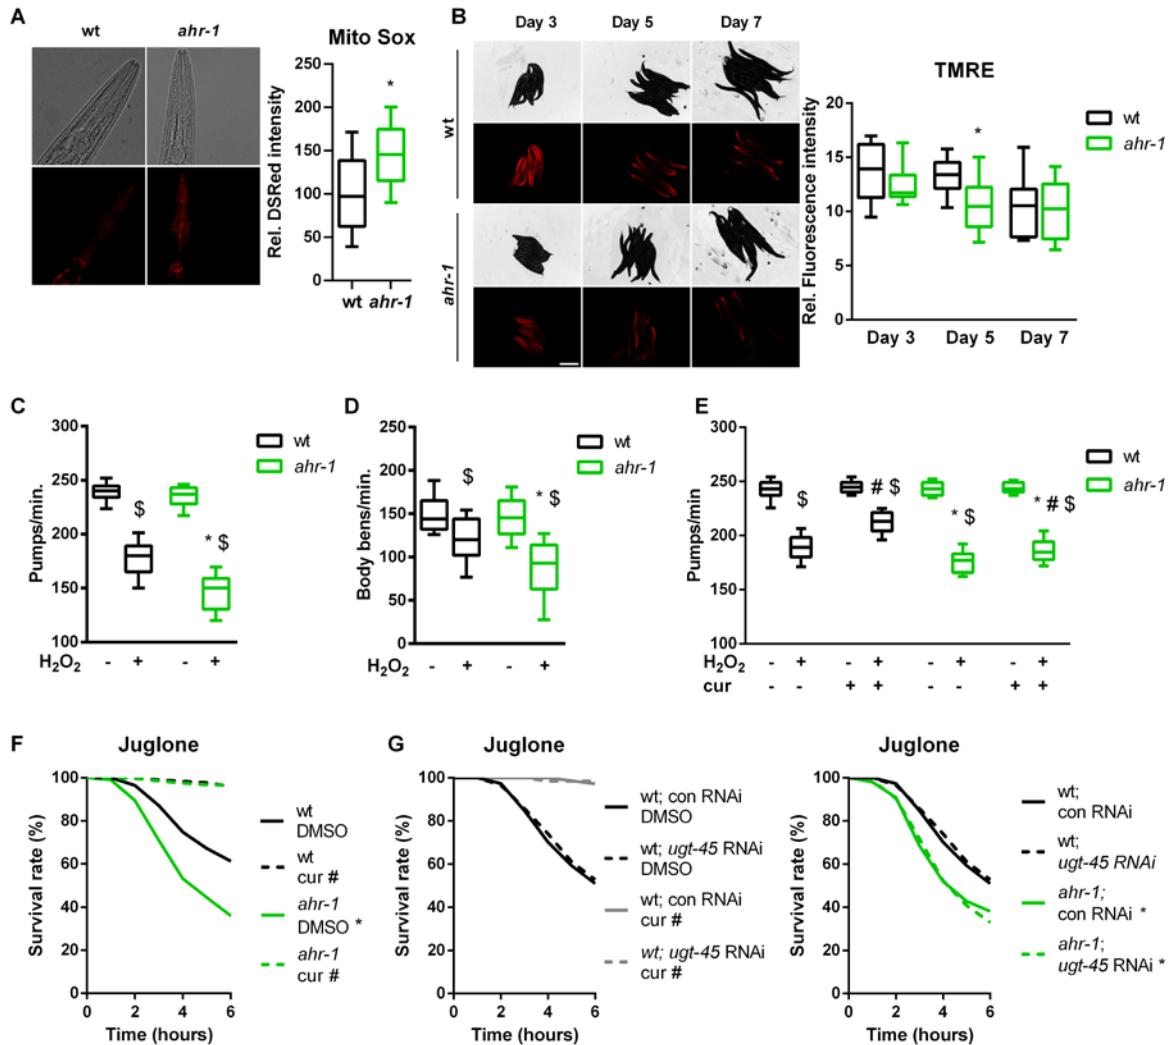 A
wt
ahr-1
Mito Sox
Rel. DSRed intensity
250
200
150
100
50
0
*
wt ahr-1
B
Day 3
Day 5
Day 7
wt
ahr-1
TMRE
Rel. Fluorescence intensity
20
15
10
5
0
*
Day 3
Day 5
Day 7
wt
ahr-1
C
Pumps/min.
300
250
200
150
100
$
* $
wt
ahr-1
H2O2 - + - +
D
Body bens/min.
250
200
150
100
50
0
$
* $
wt
ahr-1
- + - +
E
Pumps/min
300
250
200
150
100
$
# $
* $
* # $
wt
ahr-1
H2O2 - + - + - + - +
cur - - + + - - + +
F
Juglone
Survival rate (%)
100
80
60
40
20
0
0 2 4 6
Time (hours)
wt
DMSO
wt
cur #
ahr-1
DMSO *
ahr-1
cur #
G
Juglone
Survival rate (%)
100
80
60
40
20
0
0 2 4 6
Time (hours)
wt; con RNAi
DMSO
wt; ugt-45 RNAi
DMSO
wt; con RNAi
cur #
wt; ugt-45 RNAi
cur #
Juglone
Survival rate (%)
100
80
60
40
20
0
0 2 4 6
Time (hours)
wt;
con RNAi
wt;
ugt-45 RNAi
ahr-1;
con RNAi *
ahr-1;
ugt-45 RNAi *